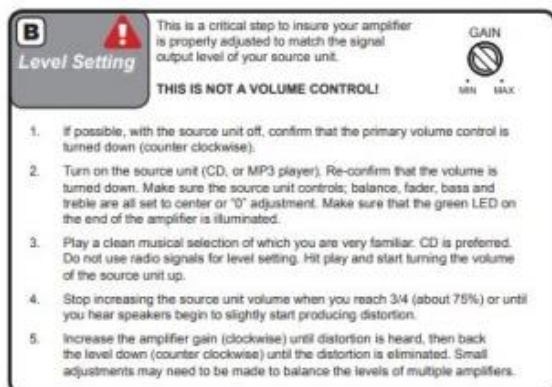 B
Level Setting
This is a critical step to insure your amplifier
is properly adjusted to match the signal
output level of your source unit.
THIS IS NOT A VOLUME CONTROL!
GAIN
MIN MAX
1. If possible, with the source unit off, confirm that the primary volume control is
turned down (counter clockwise).
2. Turn on the source unit (CD, or MP3 player). Re-confirm that the volume is
turned down. Make sure the source unit controls; balance, fader, bass and
treble are all set to center or "0" adjustment. Make sure that the green LED on
the end of the amplifier is illuminated.
3. Play a clean musical selection of which you are very familiar. CD is preferred.
Do not use radio signals for level setting. Hit play and start turning the volume
of the source unit up.
4. Stop increasing the source unit volume when you reach 3/4 (about 75%) or until
you hear speakers begin to slightly start producing distortion.
5. Increase the amplifier gain (clockwise) until distortion is heard, then back
the level down (counter clockwise) until the distortion is eliminated. Small
adjustments may need to be made to balance the levels of multiple amplifiers.